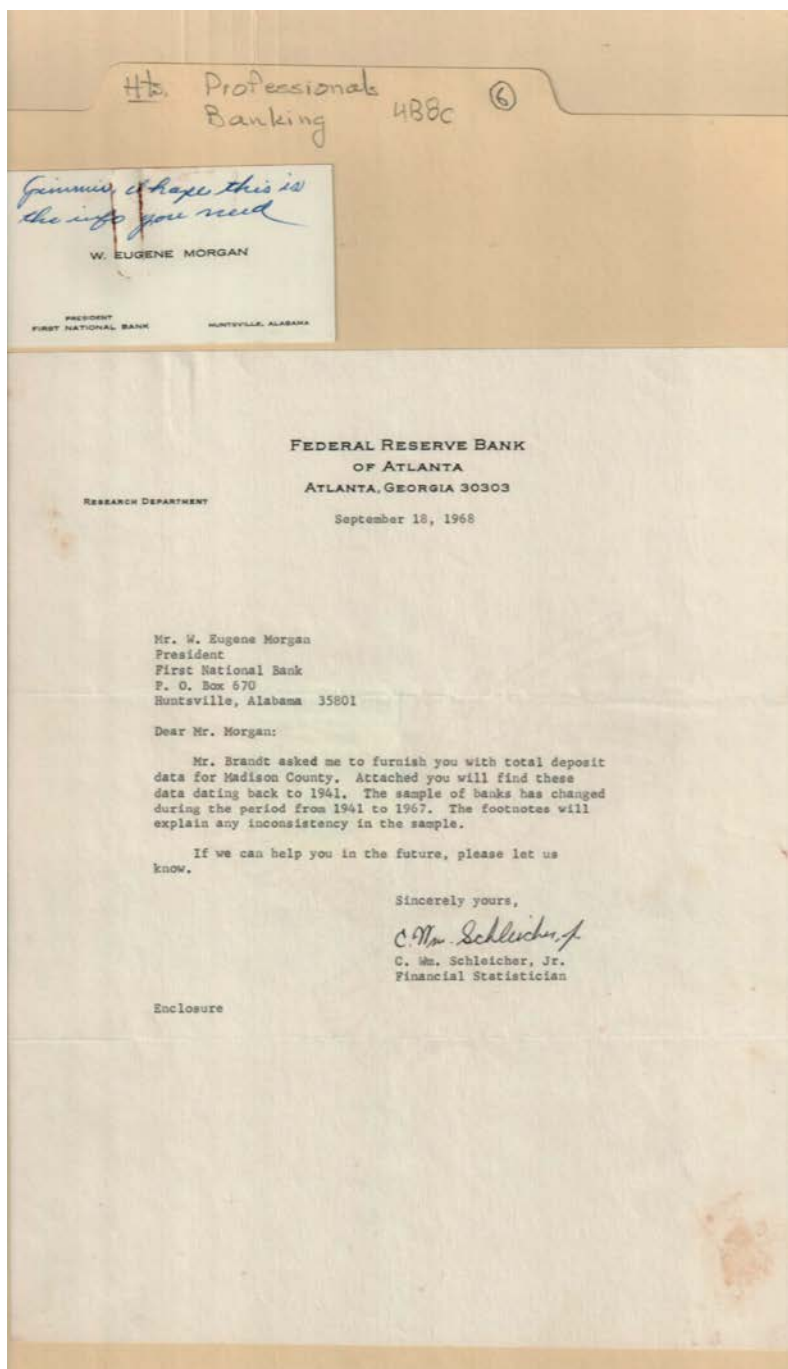 Hts. Professionals
Banking 4B8c 6
Jimmie, I hope this is
the info you need
W. EUGENE MORGAN
PRESIDENT
FIRST NATIONAL BANK HUNTSVILLE, ALABAMA
FEDERAL RESERVE BANK
OF ATLANTA
ATLANTA, GEORGIA 30303
RESEARCH DEPARTMENT
September 18, 1968
Mr. W. Eugene Morgan
President
First National Bank
P. O. Box 670
Huntsville, Alabama 35801
Dear Mr. Morgan:
Mr. Brandt asked me to furnish you with total deposit
data for Madison County. Attached you will find these
data dating back to 1941. The sample of banks has changed
during the period from 1941 to 1967. The footnotes will
explain any inconsistency in the sample.
If we can help you in the future, please let us
know.
Sincerely yours,
C. Wm. Schleicher, Jr.
C. Wm. Schleicher, Jr.
Financial Statistician
Enclosure